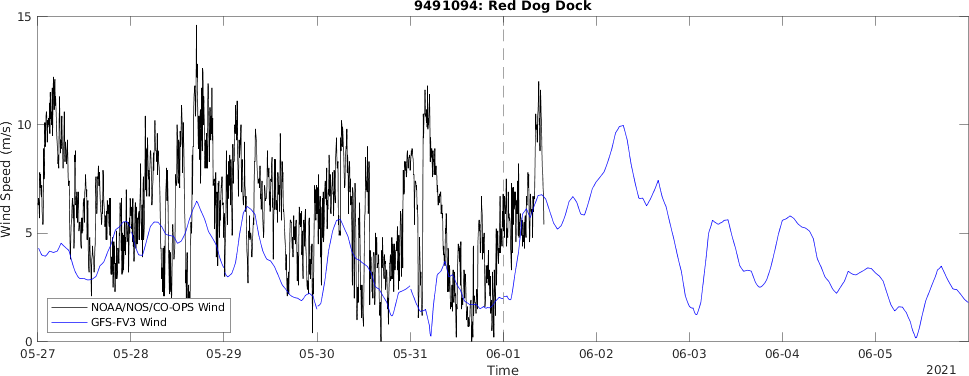 9491094: Red Dog Dock
Wind Speed (m/s)
15
10
5
0
NOAA/NOS/CO-OPS Wind
GFS-FV3 Wind
05-27 05-28 05-29 05-30 05-31 06-01 06-02 06-03 06-04 06-05
Time
2021